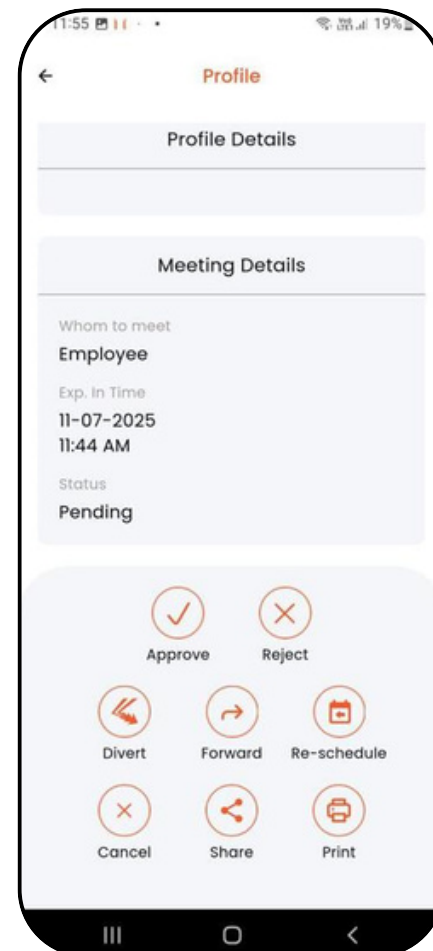 11:55 19%
Profile
Profile Details
Meeting Details
Whom to meet
Employee
Exp. In Time
11-07-2025
11:44 AM
Status
Pending
Approve Reject
Divert Forward Re-schedule
Cancel Share Print